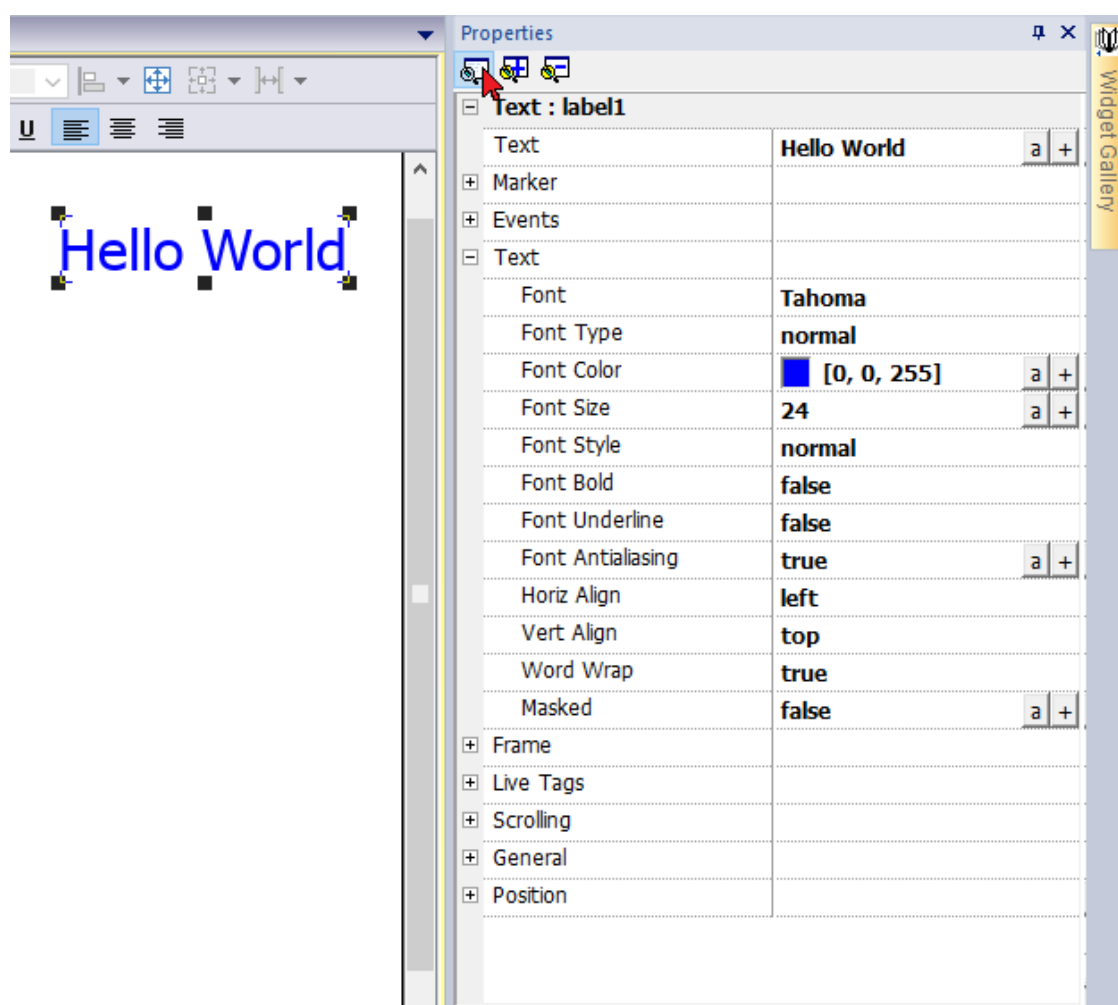 Properties
Widget Gallery
U
Text : label1
Text Hello World a +
Marker
Events
Text
Font Tahoma
Font Type normal
Font Color [0, 0, 255] a +
Font Size 24 a +
Font Style normal
Font Bold false
Font Underline false
Font Antialiasing true a +
Horiz Align left
Vert Align top
Word Wrap true
Masked false a +
Frame
Live Tags
Scrolling
General
Position
Hello World